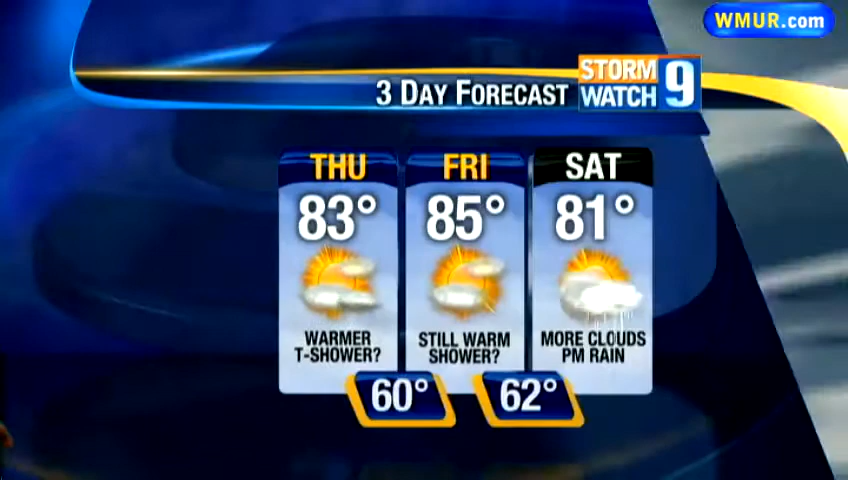 WMUR.com
3 DAY FORECAST
STORM
WATCH 9
THU
83°
WARMER
T-SHOWER?
FRI
85°
STILL WARM
SHOWER?
SAT
81°
MORE CLOUDS
PM RAIN
60°
62°